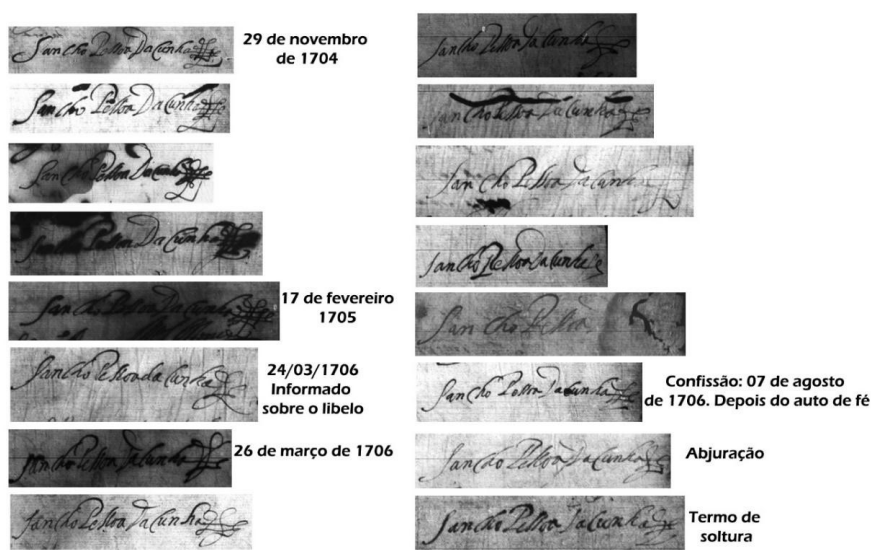 Sancho Pessoa Da Cunha
29 de novembro
de 1704
Sancho Pessoa Da Cunha
Sancho Pessoa Da Cunha
Sancho Pessoa Da Cunha
Sancho Pessoa Da Cunha
17 de fevereiro
1705
Sancho Pessoa da Cunha
24/03/1706
Informado
sobre o libelo
Sancho Pessoa da Cunha
26 de março de 1706
Sancho Pessoa Da Cunha
Sancho Pessoa Da Cunha
Sancho Pessoa Da Cunha
Sancho Pessoa Da Cunha
Sancho Pessoa Da Cunha
Sancho Pessoa
Sancho Pessoa Da Cunha
Confissão: 07 de agosto
de 1706. Depois do auto de fé
Sancho Pessoa Da Cunha
Abjuração
Sancho Pessoa Da Cunha
Termo de
soltura